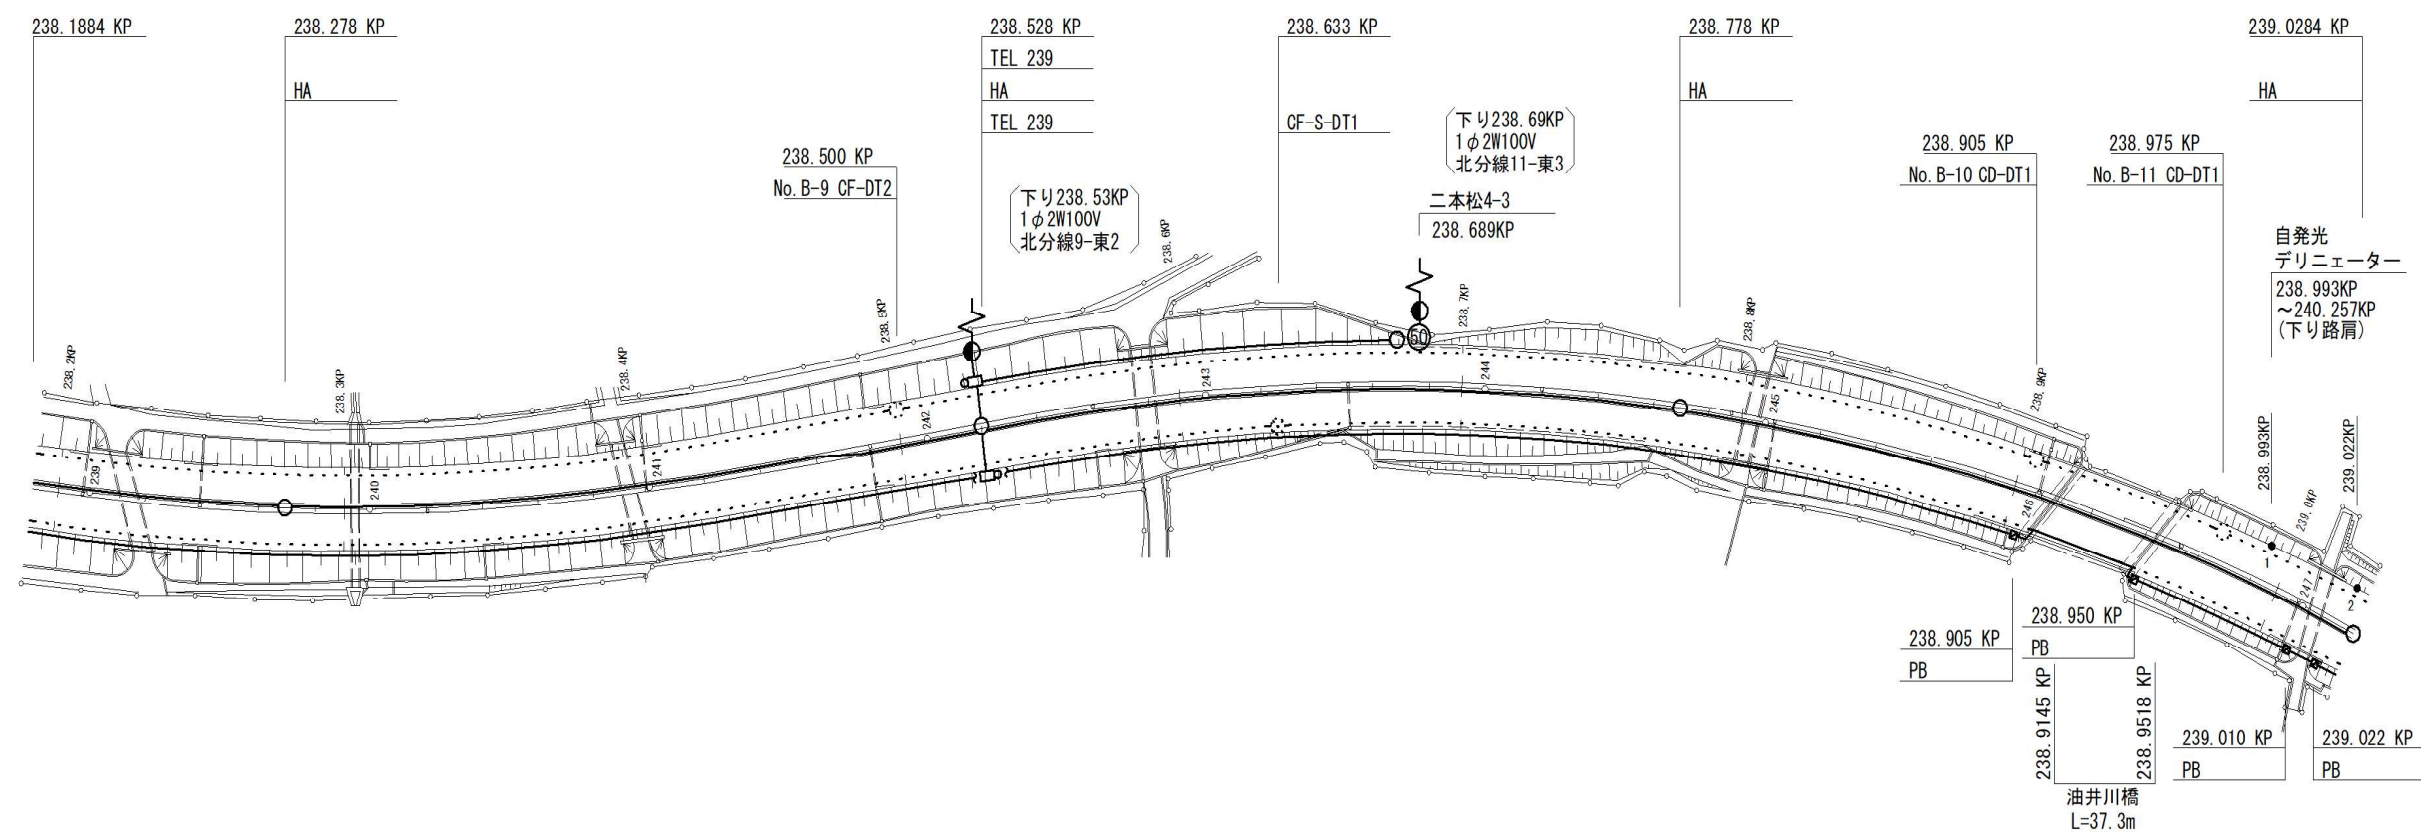 238.1884 KP
238.278 KP
HA
238.528 KP
TEL 239
HA
TEL 239
238.633 KP
CF-S-DT1
238.778 KP
HA
239.0284 KP
HA
238.500 KP
No.B-9 CF-DT2
下り238.53KP
1φ2W100V
北分線9-東2
下り238.69KP
1φ2W100V
北分線11-東3
二本松4-3
238.689KP
238.905 KP
No.B-10 CD-DT1
238.975 KP
No.B-11 CD-DT1
自発光
デリニェーター
238.993KP
～240.257KP
(下り路肩)
238.2KP
238.3KP
238.4KP
238.5KP
238.6KP
238.7KP
238.8KP
238.9KP
238.993KP
239.0KP
239.022KP
50
239
240
241
242
243
244
245
246
247
1
2
238.905 KP
PB
238.950 KP
PB
238.9145 KP
238.9518 KP
油井川橋
L=37.3m
239.010 KP
PB
239.022 KP
PB